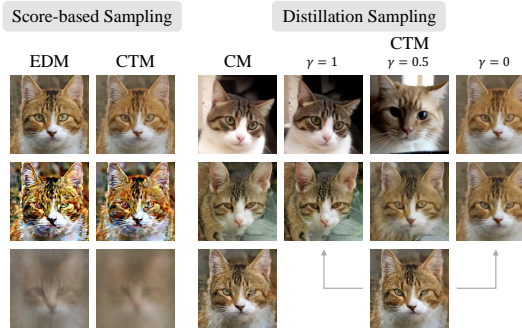 Score-based Sampling
Distillation Sampling
CTM
EDM CTM CM γ = 1 γ = 0.5 γ = 0